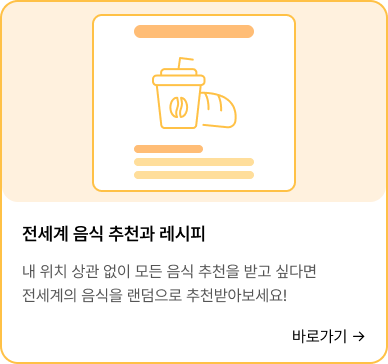 전세계 음식 추천과 레시피
내 위치 상관 없이 모든 음식 추천을 받고 싶다면
전세계의 음식을 랜덤으로 추천받아보세요!
바로가기 →